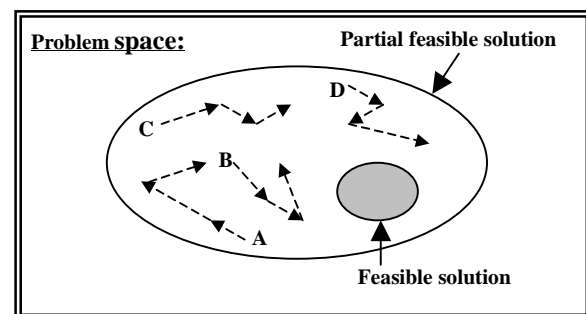 Problem space:
Partial feasible solution
D
C
B
A
Feasible solution